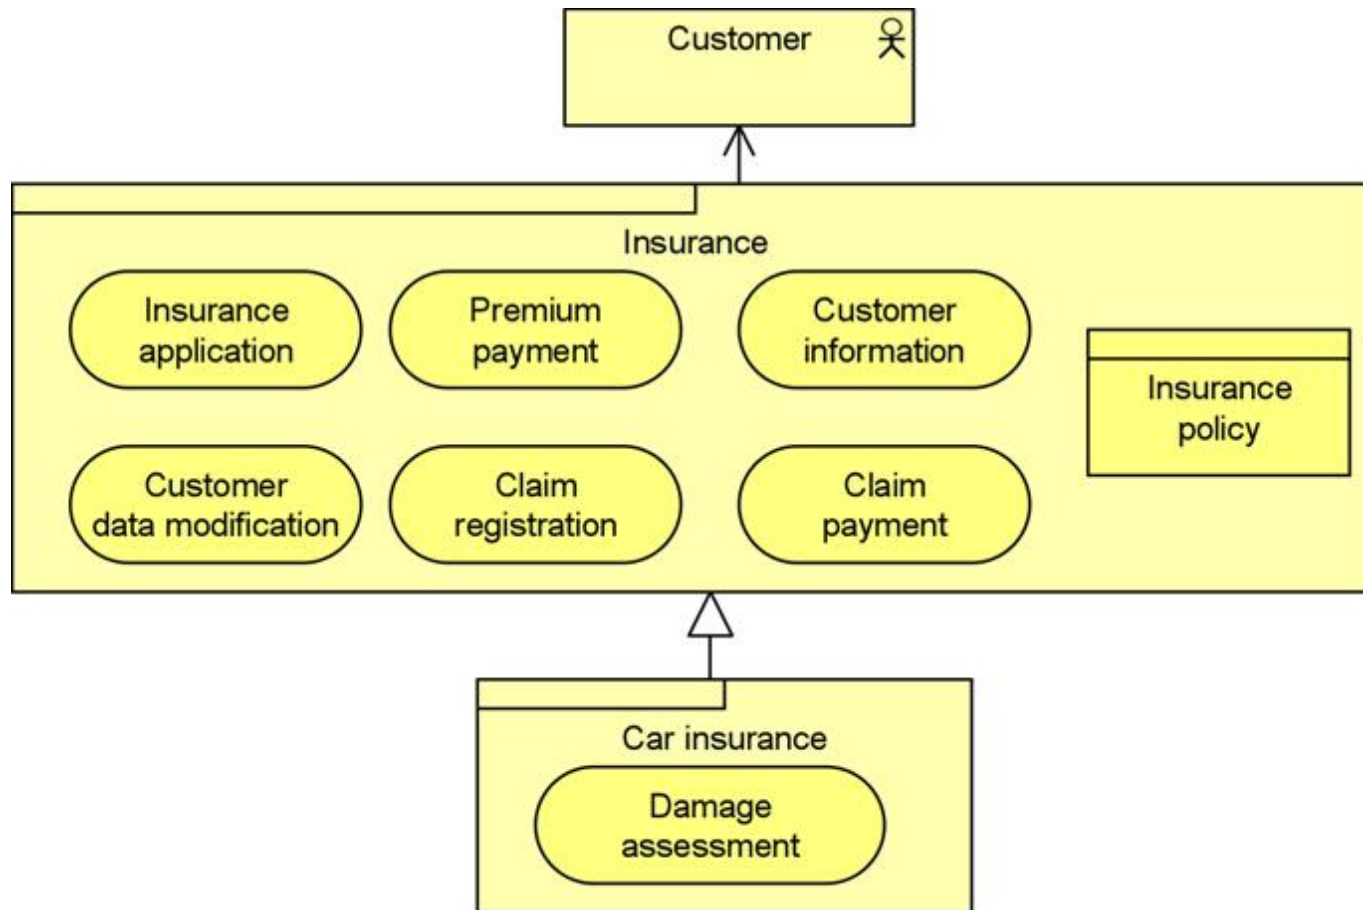 Customer
Insurance
Insurance
application
Premium
payment
Customer
information
Insurance
policy
Customer
data modification
Claim
registration
Claim
payment
Car insurance
Damage
assessment